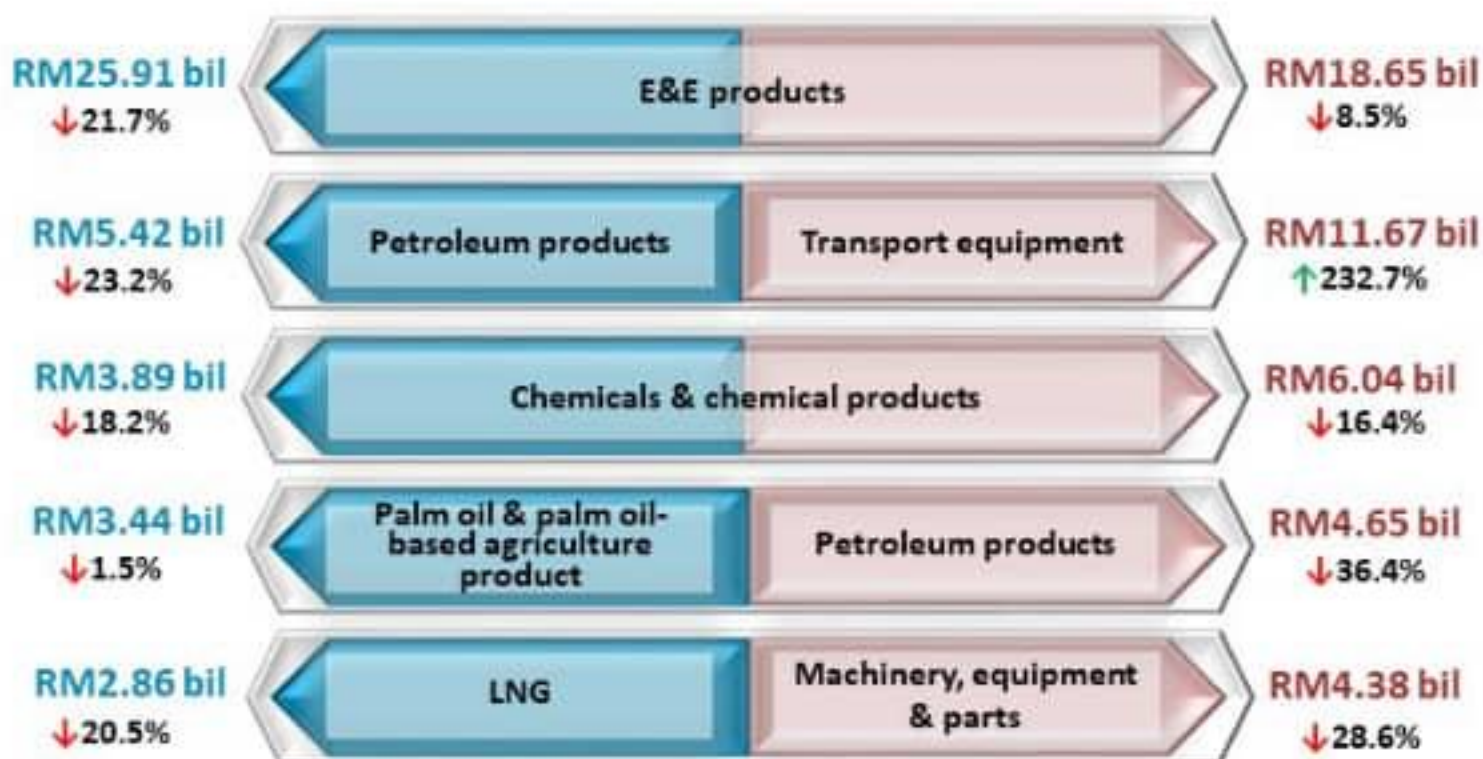 RM25.91 bil
↓21.7%
E&E products
RM18.65 bil
↓8.5%
RM5.42 bil
↓23.2%
Petroleum products
Transport equipment
RM11.67 bil
↑232.7%
RM3.89 bil
↓18.2%
Chemicals & chemical products
RM6.04 bil
↓16.4%
RM3.44 bil
↓1.5%
Palm oil & palm oil-
based agriculture
product
Petroleum products
RM4.65 bil
↓36.4%
RM2.86 bil
↓20.5%
LNG
Machinery, equipment
& parts
RM4.38 bil
↓28.6%